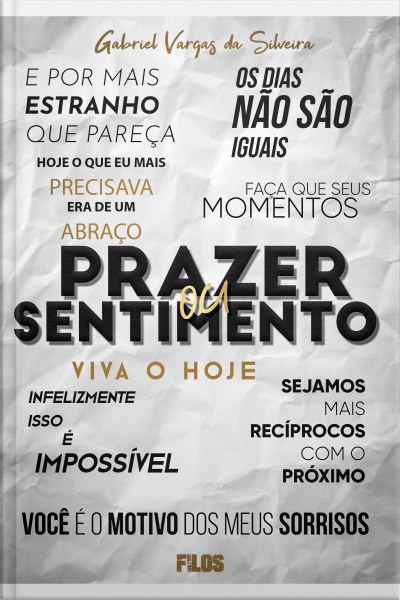 Gabriel Vargas da Silveira
E POR MAIS
ESTRANHO
QUE PAREÇA
HOJE O QUE EU MAIS
PRECISAVA
ERA DE UM
ABRAÇO
OS DIAS
NÃO SÃO
IGUAIS
FAÇA QUE SEUS
MOMENTOS
PRAZER
OU
SENTIMENTO
VIVA O HOJE
INFELIZMENTE
ISSO
É
IMPOSSÍVEL
SEJAMOS
MAIS
RECÍPROCOS
COM O
PRÓXIMO
VOCÊ É O MOTIVO DOS MEUS SORRISOS
FILOS